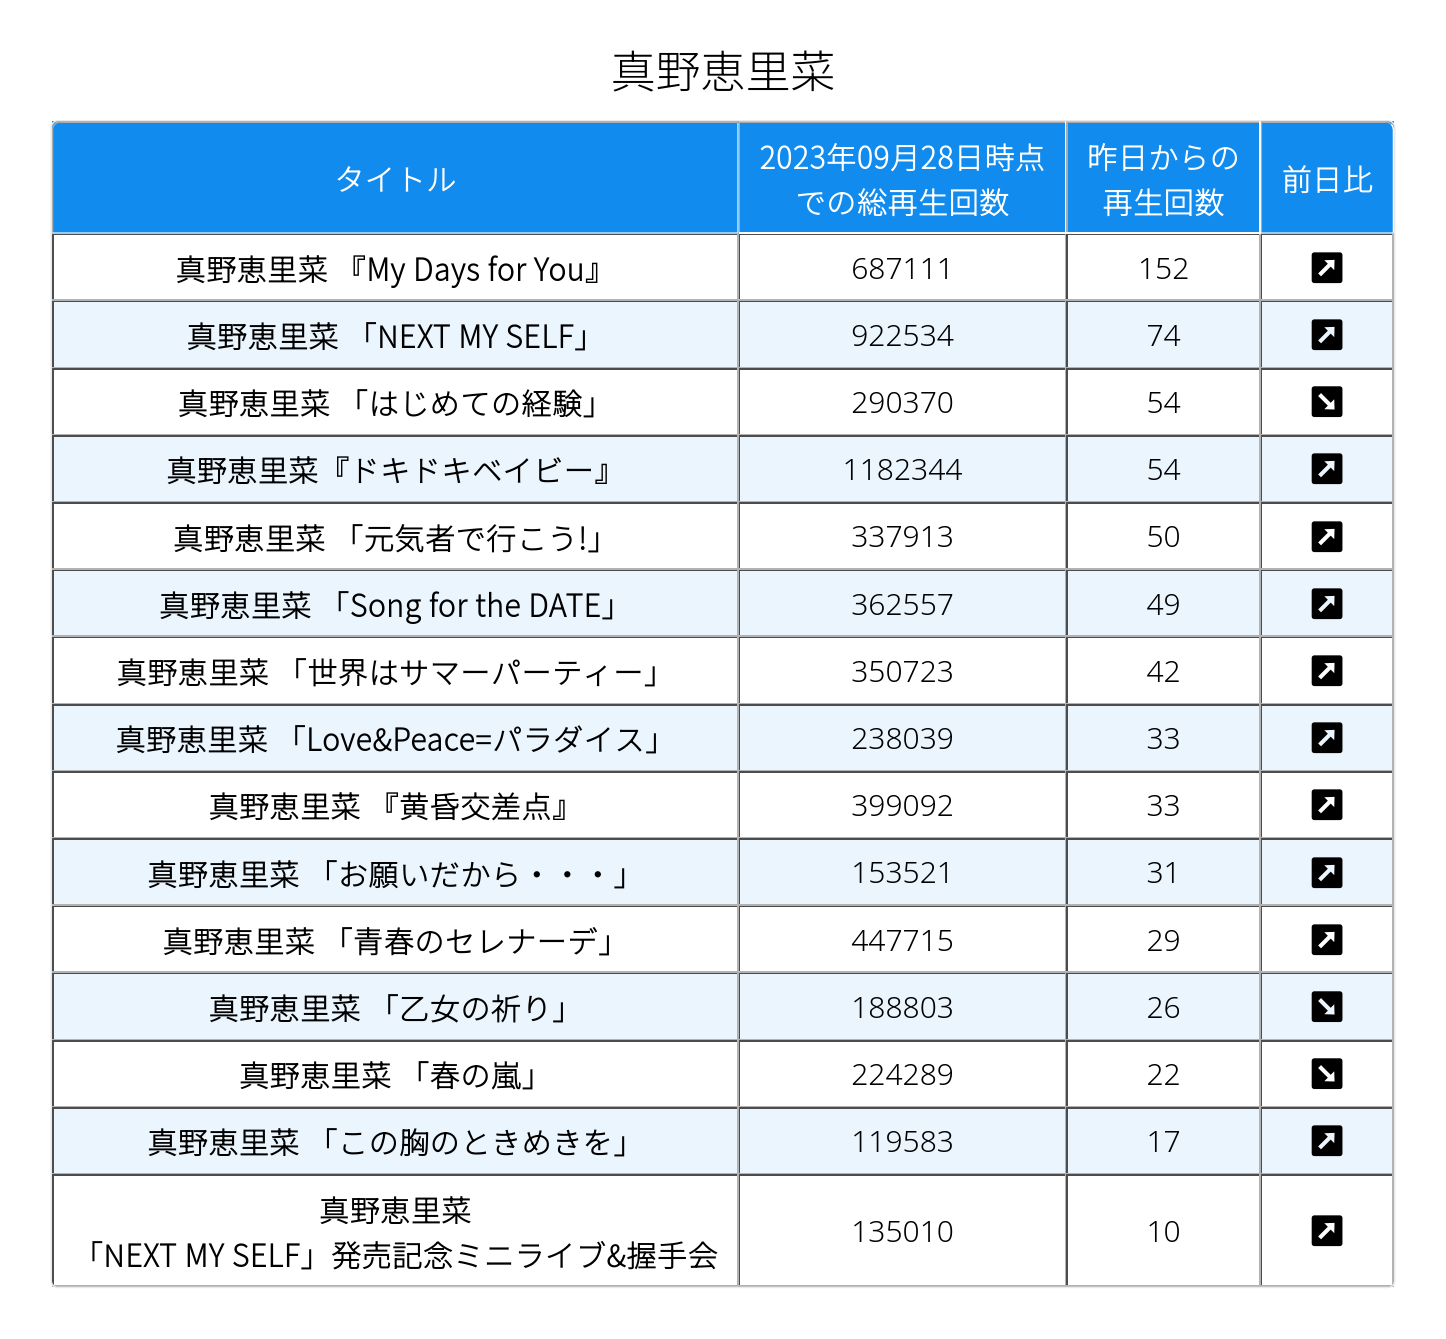 真野恵里菜
タイトル
2023年09月28日時点
での総再生回数
昨日からの
再生回数
前日比
真野恵里菜 『My Days for You』 687111 152
真野恵里菜 「NEXT MY SELF」 922534 74
真野恵里菜 「はじめての経験」 290370 54
真野恵里菜『ドキドキベイビー』 1182344 54
真野恵里菜 「元気者で行こう!」 337913 50
真野恵里菜 「Song for the DATE」 362557 49
真野恵里菜 「世界はサマーパーティー」 350723 42
真野恵里菜 「Love&Peace=パラダイス」 238039 33
真野恵里菜 『黄昏交差点』 399092 33
真野恵里菜 「お願いだから・・・」 153521 31
真野恵里菜 「青春のセレナーデ」 447715 29
真野恵里菜 「乙女の祈り」 188803 26
真野恵里菜 「春の嵐」 224289 22
真野恵里菜 「この胸のときめきを」 119583 17
真野恵里菜
「NEXT MY SELF」発売記念ミニライブ&握手会 135010 10